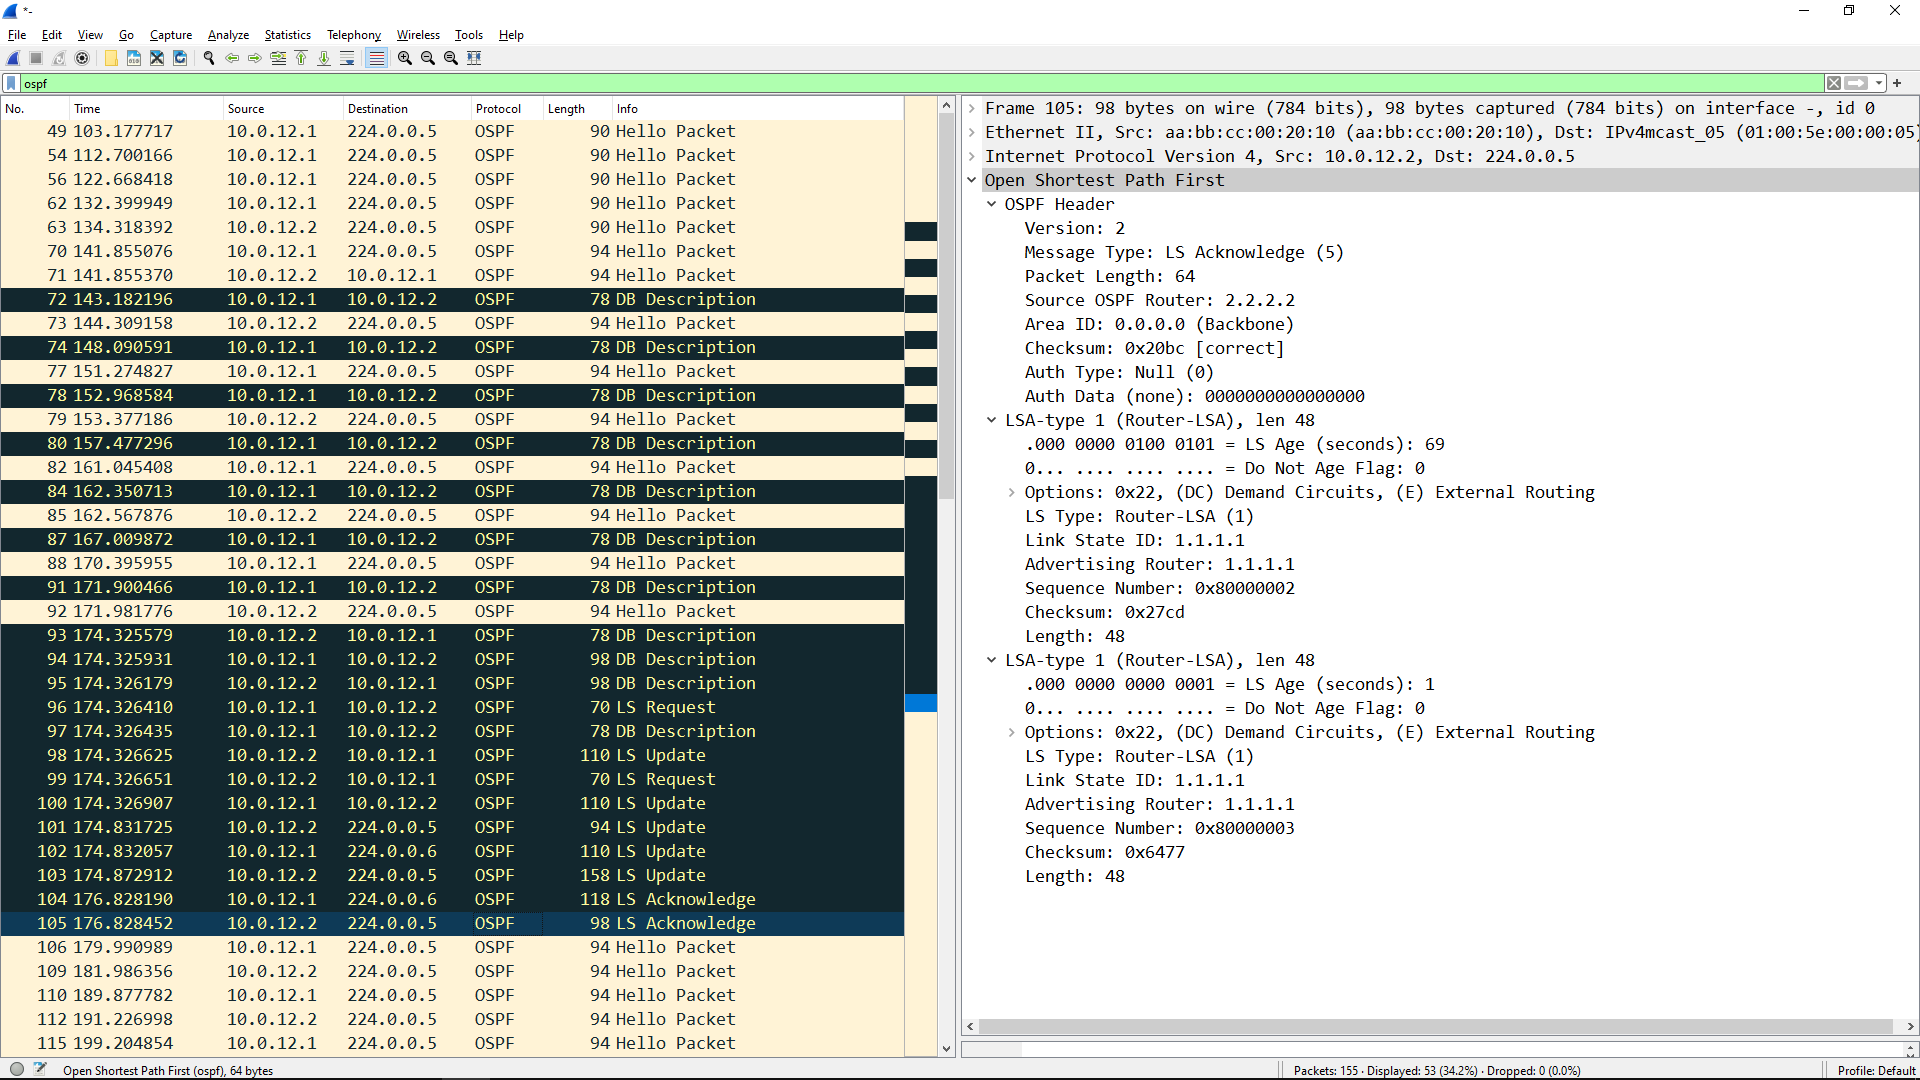 *-
File Edit View Go Capture Analyze Statistics Telephony Wireless Tools Help
ospf
No. Time Source Destination Protocol Length Info
49 103.177717 10.0.12.1 224.0.0.5 OSPF 90 Hello Packet
54 112.700166 10.0.12.1 224.0.0.5 OSPF 90 Hello Packet
56 122.668418 10.0.12.1 224.0.0.5 OSPF 90 Hello Packet
62 132.399949 10.0.12.1 224.0.0.5 OSPF 90 Hello Packet
63 134.318392 10.0.12.2 224.0.0.5 OSPF 90 Hello Packet
70 141.855076 10.0.12.1 224.0.0.5 OSPF 94 Hello Packet
71 141.855370 10.0.12.2 10.0.12.1 OSPF 94 Hello Packet
72 143.182196 10.0.12.1 10.0.12.2 OSPF 78 DB Description
73 144.309158 10.0.12.2 224.0.0.5 OSPF 94 Hello Packet
74 148.090591 10.0.12.1 10.0.12.2 OSPF 78 DB Description
77 151.274827 10.0.12.1 224.0.0.5 OSPF 94 Hello Packet
78 152.968584 10.0.12.1 10.0.12.2 OSPF 78 DB Description
79 153.377186 10.0.12.2 224.0.0.5 OSPF 94 Hello Packet
80 157.477296 10.0.12.1 10.0.12.2 OSPF 78 DB Description
82 161.045408 10.0.12.1 224.0.0.5 OSPF 94 Hello Packet
84 162.350713 10.0.12.1 10.0.12.2 OSPF 78 DB Description
85 162.567876 10.0.12.2 224.0.0.5 OSPF 94 Hello Packet
87 167.009872 10.0.12.1 10.0.12.2 OSPF 78 DB Description
88 170.395955 10.0.12.1 224.0.0.5 OSPF 94 Hello Packet
91 171.900466 10.0.12.1 10.0.12.2 OSPF 78 DB Description
92 171.981776 10.0.12.2 224.0.0.5 OSPF 94 Hello Packet
93 174.325579 10.0.12.2 10.0.12.1 OSPF 78 DB Description
94 174.325931 10.0.12.1 10.0.12.2 OSPF 98 DB Description
95 174.326179 10.0.12.2 10.0.12.1 OSPF 98 DB Description
96 174.326410 10.0.12.1 10.0.12.2 OSPF 70 LS Request
97 174.326435 10.0.12.1 10.0.12.2 OSPF 78 DB Description
98 174.326625 10.0.12.2 10.0.12.1 OSPF 110 LS Update
99 174.326651 10.0.12.2 10.0.12.1 OSPF 70 LS Request
100 174.326907 10.0.12.1 10.0.12.2 OSPF 110 LS Update
101 174.831725 10.0.12.2 224.0.0.5 OSPF 94 LS Update
102 174.832057 10.0.12.1 224.0.0.6 OSPF 110 LS Update
103 174.872912 10.0.12.2 224.0.0.5 OSPF 158 LS Update
104 176.828190 10.0.12.1 224.0.0.6 OSPF 118 LS Acknowledge
105 176.828452 10.0.12.2 224.0.0.5 OSPF 98 LS Acknowledge
106 179.990989 10.0.12.1 224.0.0.5 OSPF 94 Hello Packet
109 181.986356 10.0.12.2 224.0.0.5 OSPF 94 Hello Packet
110 189.877782 10.0.12.1 224.0.0.5 OSPF 94 Hello Packet
112 191.226998 10.0.12.2 224.0.0.5 OSPF 94 Hello Packet
115 199.204854 10.0.12.1 224.0.0.5 OSPF 94 Hello Packet
Frame 105: 98 bytes on wire (784 bits), 98 bytes captured (784 bits) on interface -, id 0
Ethernet II, Src: aa:bb:cc:00:20:10 (aa:bb:cc:00:20:10), Dst: IPv4mcast_05 (01:00:5e:00:00:05)
Internet Protocol Version 4, Src: 10.0.12.2, Dst: 224.0.0.5
Open Shortest Path First
OSPF Header
Version: 2
Message Type: LS Acknowledge (5)
Packet Length: 64
Source OSPF Router: 2.2.2.2
Area ID: 0.0.0.0 (Backbone)
Checksum: 0x20bc [correct]
Auth Type: Null (0)
Auth Data (none): 0000000000000000
LSA-type 1 (Router-LSA), len 48
.000 0000 0100 0101 = LS Age (seconds): 69
0... .... .... .... = Do Not Age Flag: 0
Options: 0x22, (DC) Demand Circuits, (E) External Routing
LS Type: Router-LSA (1)
Link State ID: 1.1.1.1
Advertising Router: 1.1.1.1
Sequence Number: 0x80000002
Checksum: 0x27cd
Length: 48
LSA-type 1 (Router-LSA), len 48
.000 0000 0000 0001 = LS Age (seconds): 1
0... .... .... .... = Do Not Age Flag: 0
Options: 0x22, (DC) Demand Circuits, (E) External Routing
LS Type: Router-LSA (1)
Link State ID: 1.1.1.1
Advertising Router: 1.1.1.1
Sequence Number: 0x80000003
Checksum: 0x6477
Length: 48
Open Shortest Path First (ospf), 64 bytes
Packets: 155 · Displayed: 53 (34.2%) · Dropped: 0 (0.0%)
Profile: Default